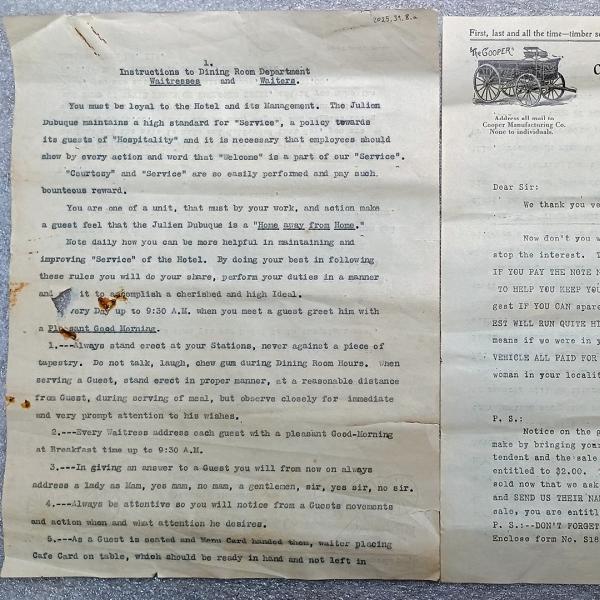 2025.31.8.a
1.
Instructions to Dining Room Department
Waitresses and Waiters.
You must be loyal to the Hotel and its Management. The Julien
Dubuque maintains a high standard for "Service", a policy towards
its guests of "Hospitality" and it is necessary that employees should
show by every action and word that "Welcome" is a part of our "Service".
"Courtesy" and "Service" are so easily performed and pay such
bounteous reward.
You are one of a unit, that must by your work, and action make
a guest feel that the Julien Dubuque is a "Home away from Home."
Note daily how you can be more helpful in maintaining and
improving "Service" of the Hotel. By doing your best in following
these rules you will do your share, perform your duties in a manner
and it to accomplish a cherished and high Ideal.
very Day up to 9:30 A.M. when you meet a guest greet him with
a Pleasant Good Morning.
1.---Always stand erect at your Stations, never against a piece of
tapestry. Do not talk, laugh, chew gum during Dining Room Hours. When
serving a Guest, stand erect in proper manner, at a reasonable distance
from Guest, during serving of meal, but observe closely for immediate
and very prompt attention to his wishes.
2.---Every Waitress address each guest with a pleasant Good-Morning
at Breakfast time up to 9:30 A.M.
3.---In giving an answer to a Guest you will from now on always
address a lady as Mam, yes mam, no mam, a gentlemen, sir, yes sir, no sir.
4.---Always be attentive so you will notice from a Guests movements
and action when and what attention he desires.
5.---As a Guest is seated and Menu Card handed them, waiter placing
Cafe Card on table, which should be ready in hand and not left in
First, last and all the time—timber se
"The COOPER"
C
Address all mail to
Cooper Manufacturing Co.
None to individuals.
Dear Sir:
We thank you ve
Now don't you w
stop the interest. T
IF YOU PAY THE NOTE N
TO HELP YOU KEEP YOU
gest IF YOU CAN spare
EST WILL RUN QUITE HI
means if we were in y
VEHICLE ALL PAID FOR
woman in your localit
P. S.:
Notice on the
make by bringing your
tendent and the sale
entitled to $2.00.
sold now that we ask
and SEND US THEIR NA
sale, you are entitl
P. S.:--DON'T FORGET
Enclose form No. S18